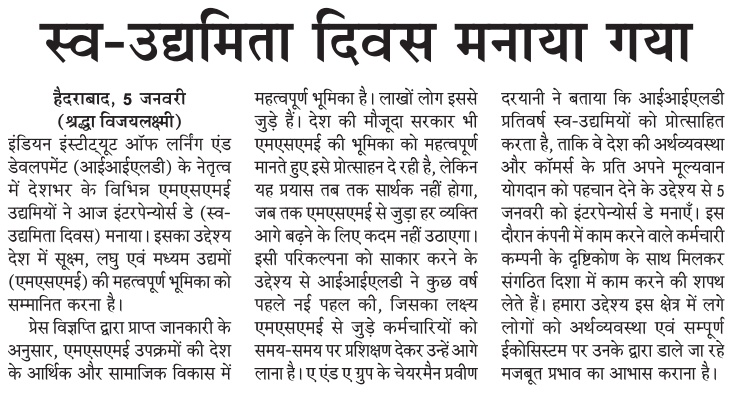 स्व-उद्यमिता दिवस मनाया गया
हैदराबाद, 5 जनवरी
(श्रद्धा विजयलक्ष्मी)
इंडियन इंस्टीट्यूट ऑफ लर्निंग एंड
डेवलपमेंट (आईआईएलडी) के नेतृत्व
में देशभर के विभिन्न एमएसएमई
उद्यमियों ने आज इंटरपेन्योर्स डे (स्व-
उद्यमिता दिवस) मनाया। इसका उद्देश्य
देश में सूक्ष्म, लघु एवं मध्यम उद्यमों
(एमएसएमई) की महत्वपूर्ण भूमिका को
सम्मानित करना है।
प्रेस विज्ञप्ति द्वारा प्राप्त जानकारी के
अनुसार, एमएसएमई उपक्रमों की देश
के आर्थिक और सामाजिक विकास में
महत्वपूर्ण भूमिका है। लाखों लोग इससे
जुड़े हैं। देश की मौजूदा सरकार भी
एमएसएमई की भूमिका को महत्वपूर्ण
मानते हुए इसे प्रोत्साहन दे रही है, लेकिन
यह प्रयास तब तक सार्थक नहीं होगा,
जब तक एमएसएमई से जुड़ा हर व्यक्ति
आगे बढ़ने के लिए कदम नहीं उठाएगा।
इसी परिकल्पना को साकार करने के
उद्देश्य से आईआईएलडी ने कुछ वर्ष
पहले नई पहल की, जिसका लक्ष्य
एमएसएमई से जुड़े कर्मचारियों को
समय-समय पर प्रशिक्षण देकर उन्हें आगे
लाना है। ए एंड ए ग्रुप के चेयरमैन प्रवीण
दरयानी ने बताया कि आईआईएलडी
प्रतिवर्ष स्व-उद्यमियों को प्रोत्साहित
करता है, ताकि वे देश की अर्थव्यवस्था
और कॉमर्स के प्रति अपने मूल्यवान
योगदान को पहचान देने के उद्देश्य से 5
जनवरी को इंटरपेन्योर्स डे मनाएँ। इस
दौरान कंपनी में काम करने वाले कर्मचारी
कम्पनी के दृष्टिकोण के साथ मिलकर
संगठित दिशा में काम करने की शपथ
लेते हैं। हमारा उद्देश्य इस क्षेत्र में लगे
लोगों को अर्थव्यवस्था एवं सम्पूर्ण
ईकोसिस्टम पर उनके द्वारा डाले जा रहे
मजबूत प्रभाव का आभास कराना है।